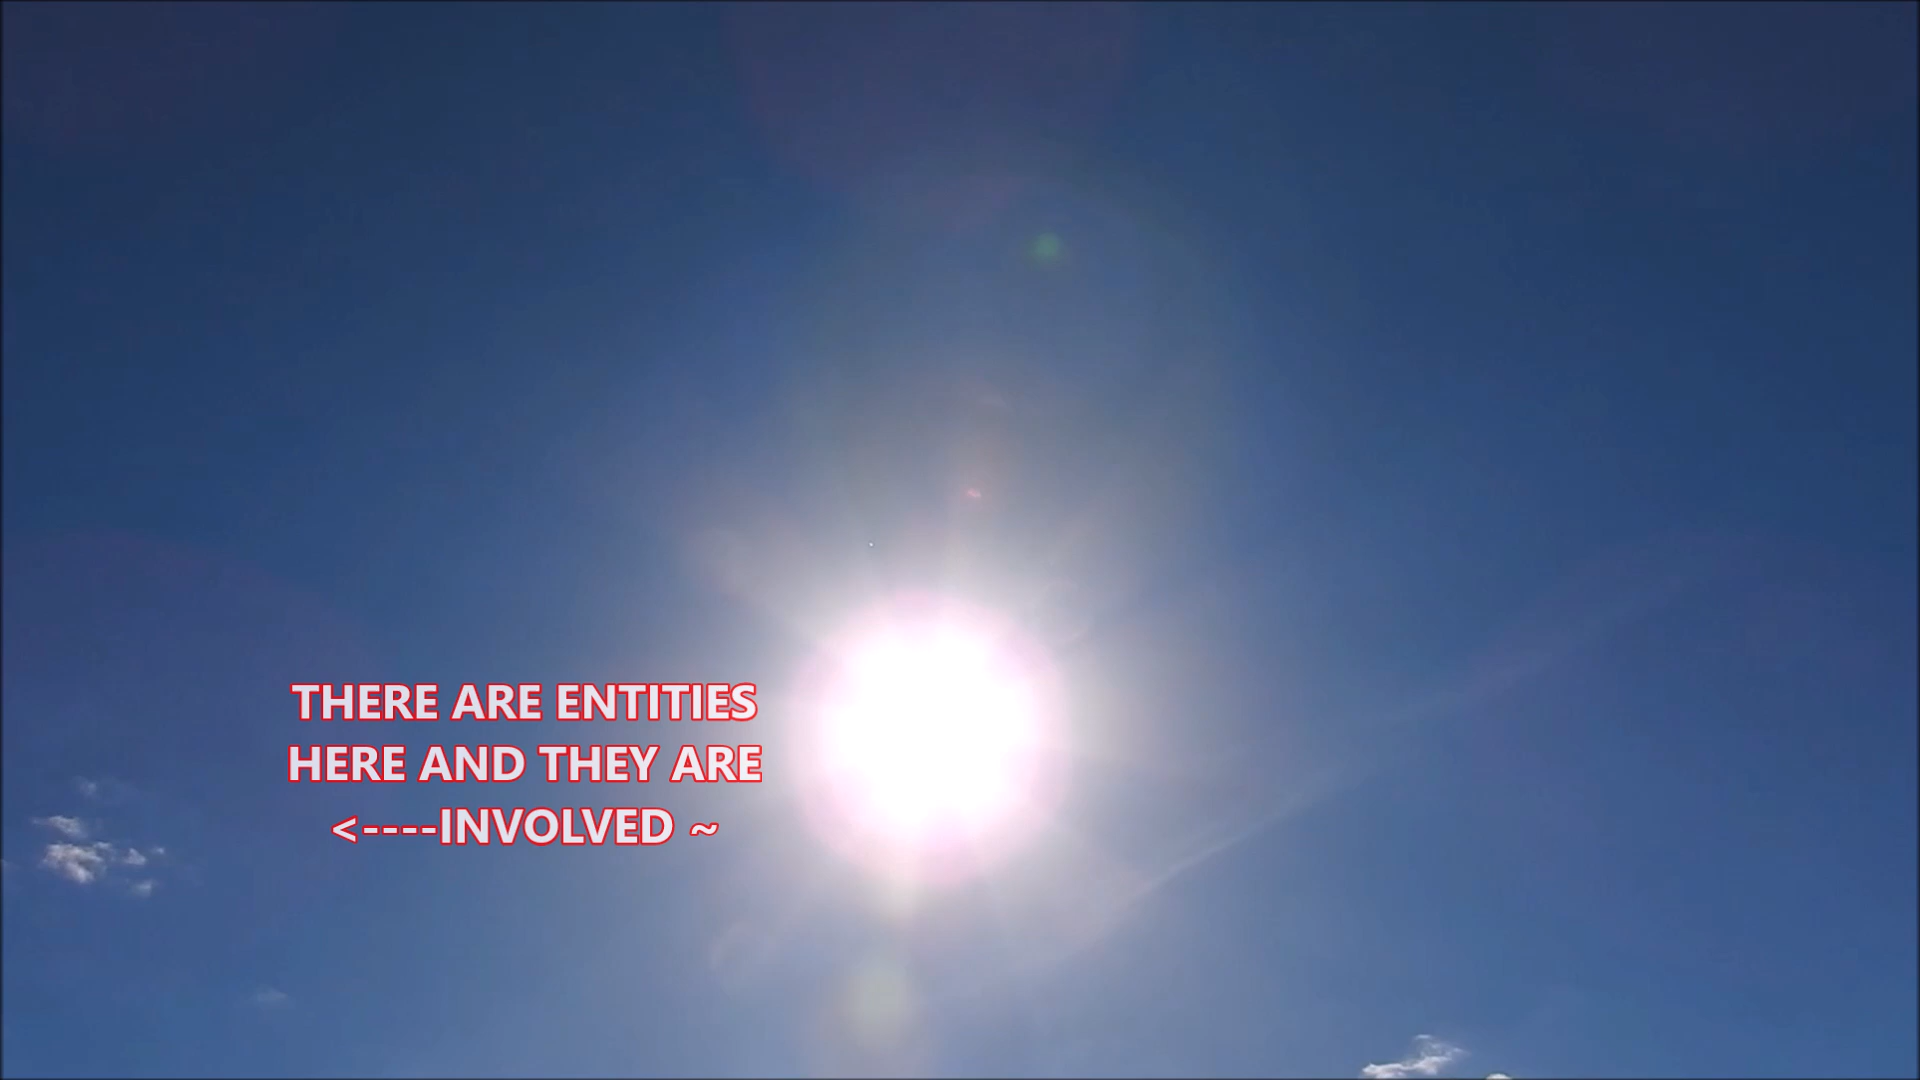 THERE ARE ENTITIES
HERE AND THEY ARE
<----INVOLVED ~